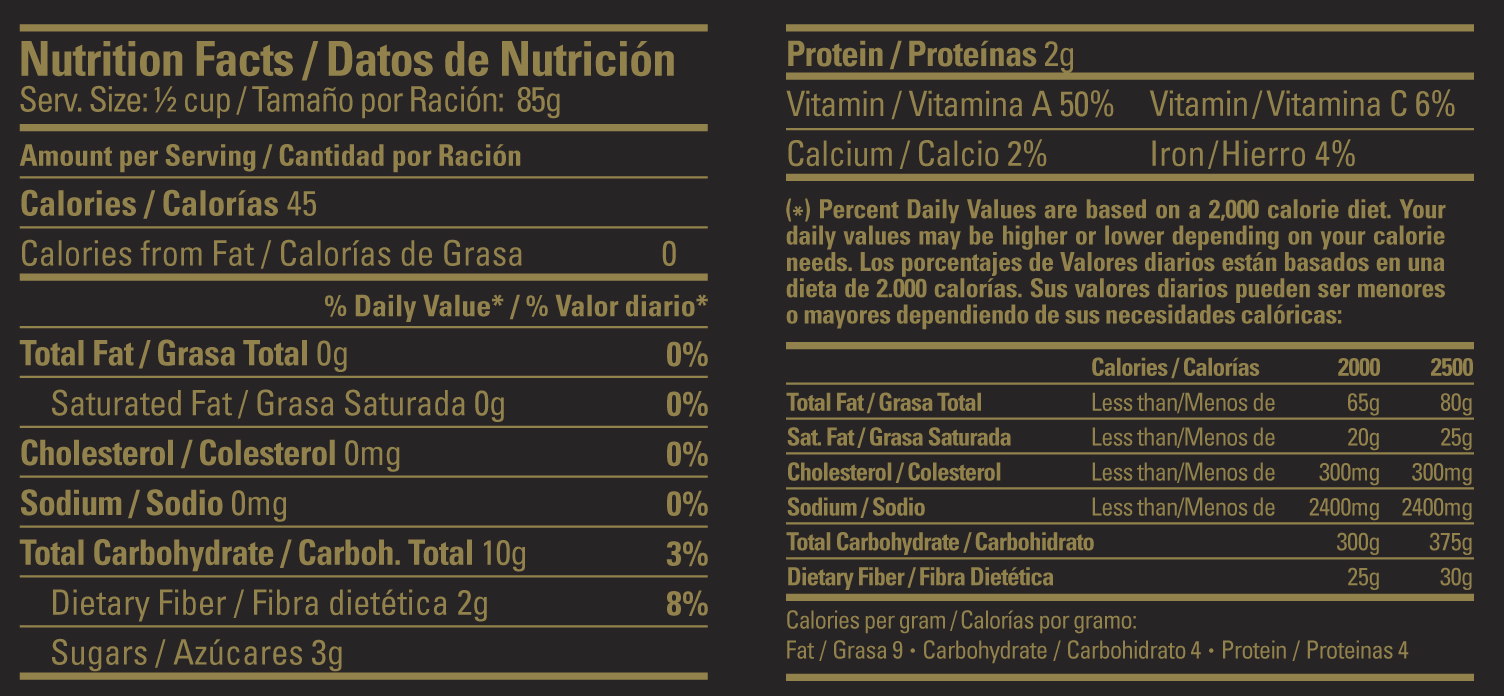 Nutrition Facts / Datos de Nutrición
Serv. Size: ½ cup / Tamaño por Ración: 85g
Amount per Serving / Cantidad por Ración
Calories / Calorías 45
Calories from Fat / Calorías de Grasa 0
% Daily Value* / % Valor diario*
Total Fat / Grasa Total 0g 0%
Saturated Fat / Grasa Saturada 0g 0%
Cholesterol / Colesterol 0mg 0%
Sodium / Sodio 0mg 0%
Total Carbohydrate / Carboh. Total 10g 3%
Dietary Fiber / Fibra dietética 2g 8%
Sugars / Azúcares 3g
Protein / Proteínas 2g
Vitamin / Vitamina A 50% Vitamin / Vitamina C 6%
Calcium / Calcio 2% Iron / Hierro 4%
(*) Percent Daily Values are based on a 2,000 calorie diet. Your
daily values may be higher or lower depending on your calorie
needs. Los porcentajes de Valores diarios están basados en una
dieta de 2.000 calorías. Sus valores diarios pueden ser menores
o mayores dependiendo de sus necesidades calóricas:
Calories / Calorías 2000 2500
Total Fat / Grasa Total Less than/Menos de 65g 80g
Sat. Fat / Grasa Saturada Less than/Menos de 20g 25g
Cholesterol / Colesterol Less than/Menos de 300mg 300mg
Sodium / Sodio Less than/Menos de 2400mg 2400mg
Total Carbohydrate / Carbohidrato 300g 375g
Dietary Fiber / Fibra Dietética 25g 30g
Calories per gram / Calorías por gramo:
Fat / Grasa 9 • Carbohydrate / Carbohidrato 4 • Protein / Proteinas 4